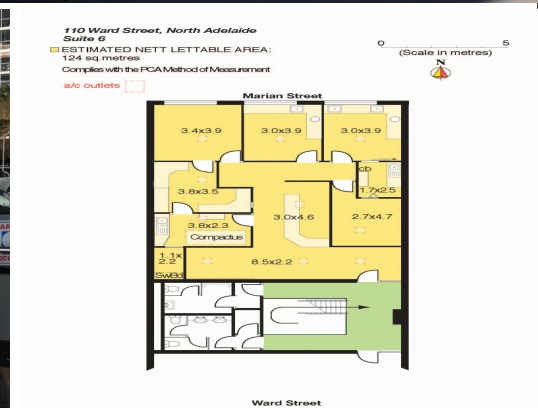 110 Ward Street, North Adelaide
Suite 6
ESTIMATED NETT LETTABLE AREA:
124 sq.metres
Complies with the PCA Method of Measurement
a/c outlets
0 5
(Scale in metres)
N
Marian Street
3.4x3.9
3.0x3.9
3.0x3.9
cb
1.7x2.5
3.8x3.5
3.0x4.6
2.7x4.7
3.8x2.3
Compactus
1.1x
2.2
SwBd
8.5x2.2
Ward Street